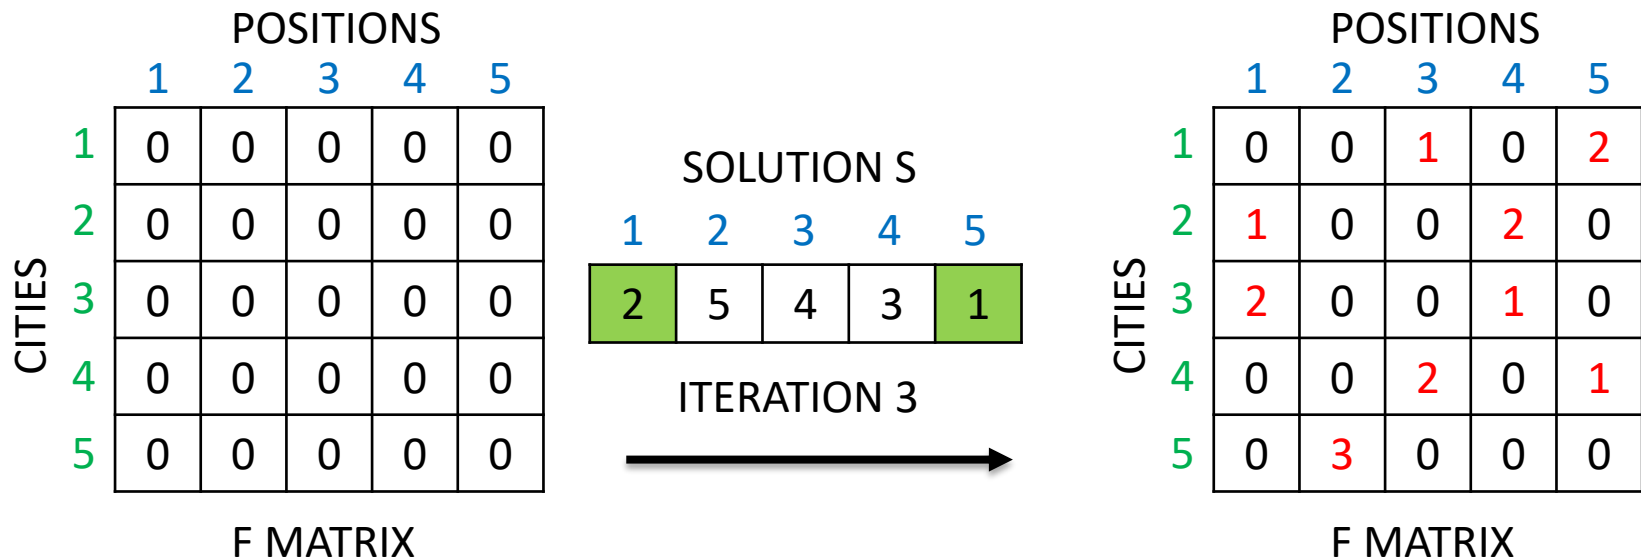 POSITIONS
1 2 3 4 5
CITIES
1 0 0 0 0 0
2 0 0 0 0 0
3 0 0 0 0 0
4 0 0 0 0 0
5 0 0 0 0 0
F MATRIX
SOLUTION S
1 2 3 4 5
2 5 4 3 1
ITERATION 3
POSITIONS
1 2 3 4 5
CITIES
1 0 0 1 0 2
2 1 0 0 2 0
3 2 0 0 1 0
4 0 0 2 0 1
5 0 3 0 0 0
F MATRIX